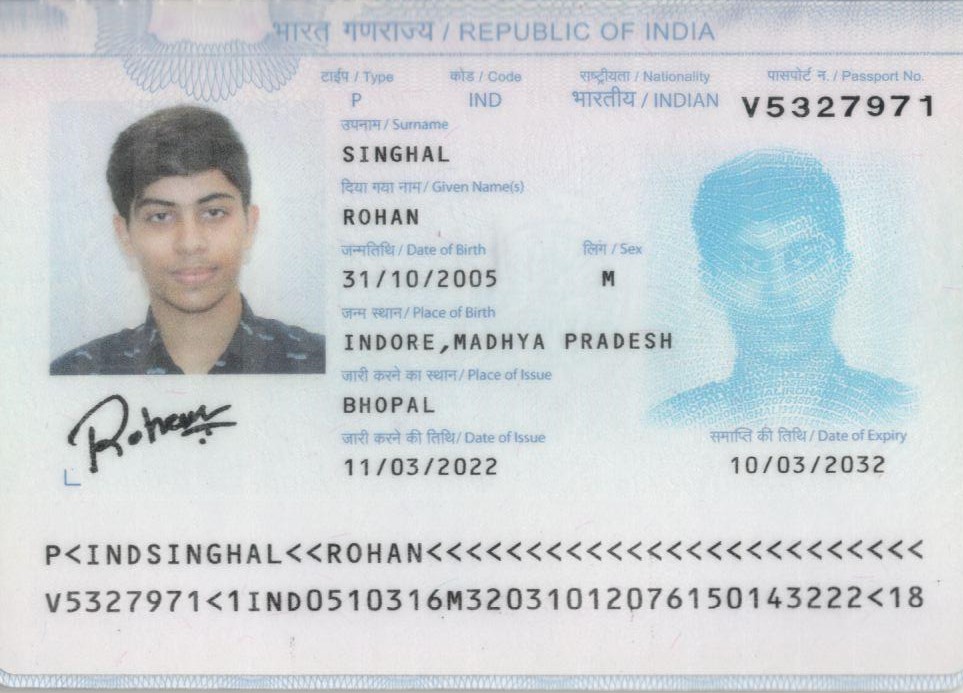 भारत गणराज्य / REPUBLIC OF INDIA
टाईप / Type कोड / Code राष्ट्रीयता / Nationality पासपोर्ट न. / Passport No.
P IND भारतीय / INDIAN V5327971
उपनाम / Surname
SINGHAL
दिया गया नाम / Given Name(s)
ROHAN
जन्मतिथि / Date of Birth लिंग / Sex
31/10/2005 M
जन्म स्थान / Place of Birth
INDORE,MADHYA PRADESH
जारी करने का स्थान / Place of Issue
BHOPAL
जारी करने की तिथि / Date of Issue समाप्ति की तिथि / Date of Expiry
11/03/2022 10/03/2032
Rohan
P<INDSINGHAL<<ROHAN<<<<<<<<<<<<<<<<<<<<<<<<<
V5327971<1IND0510316M32031012076150143222<18